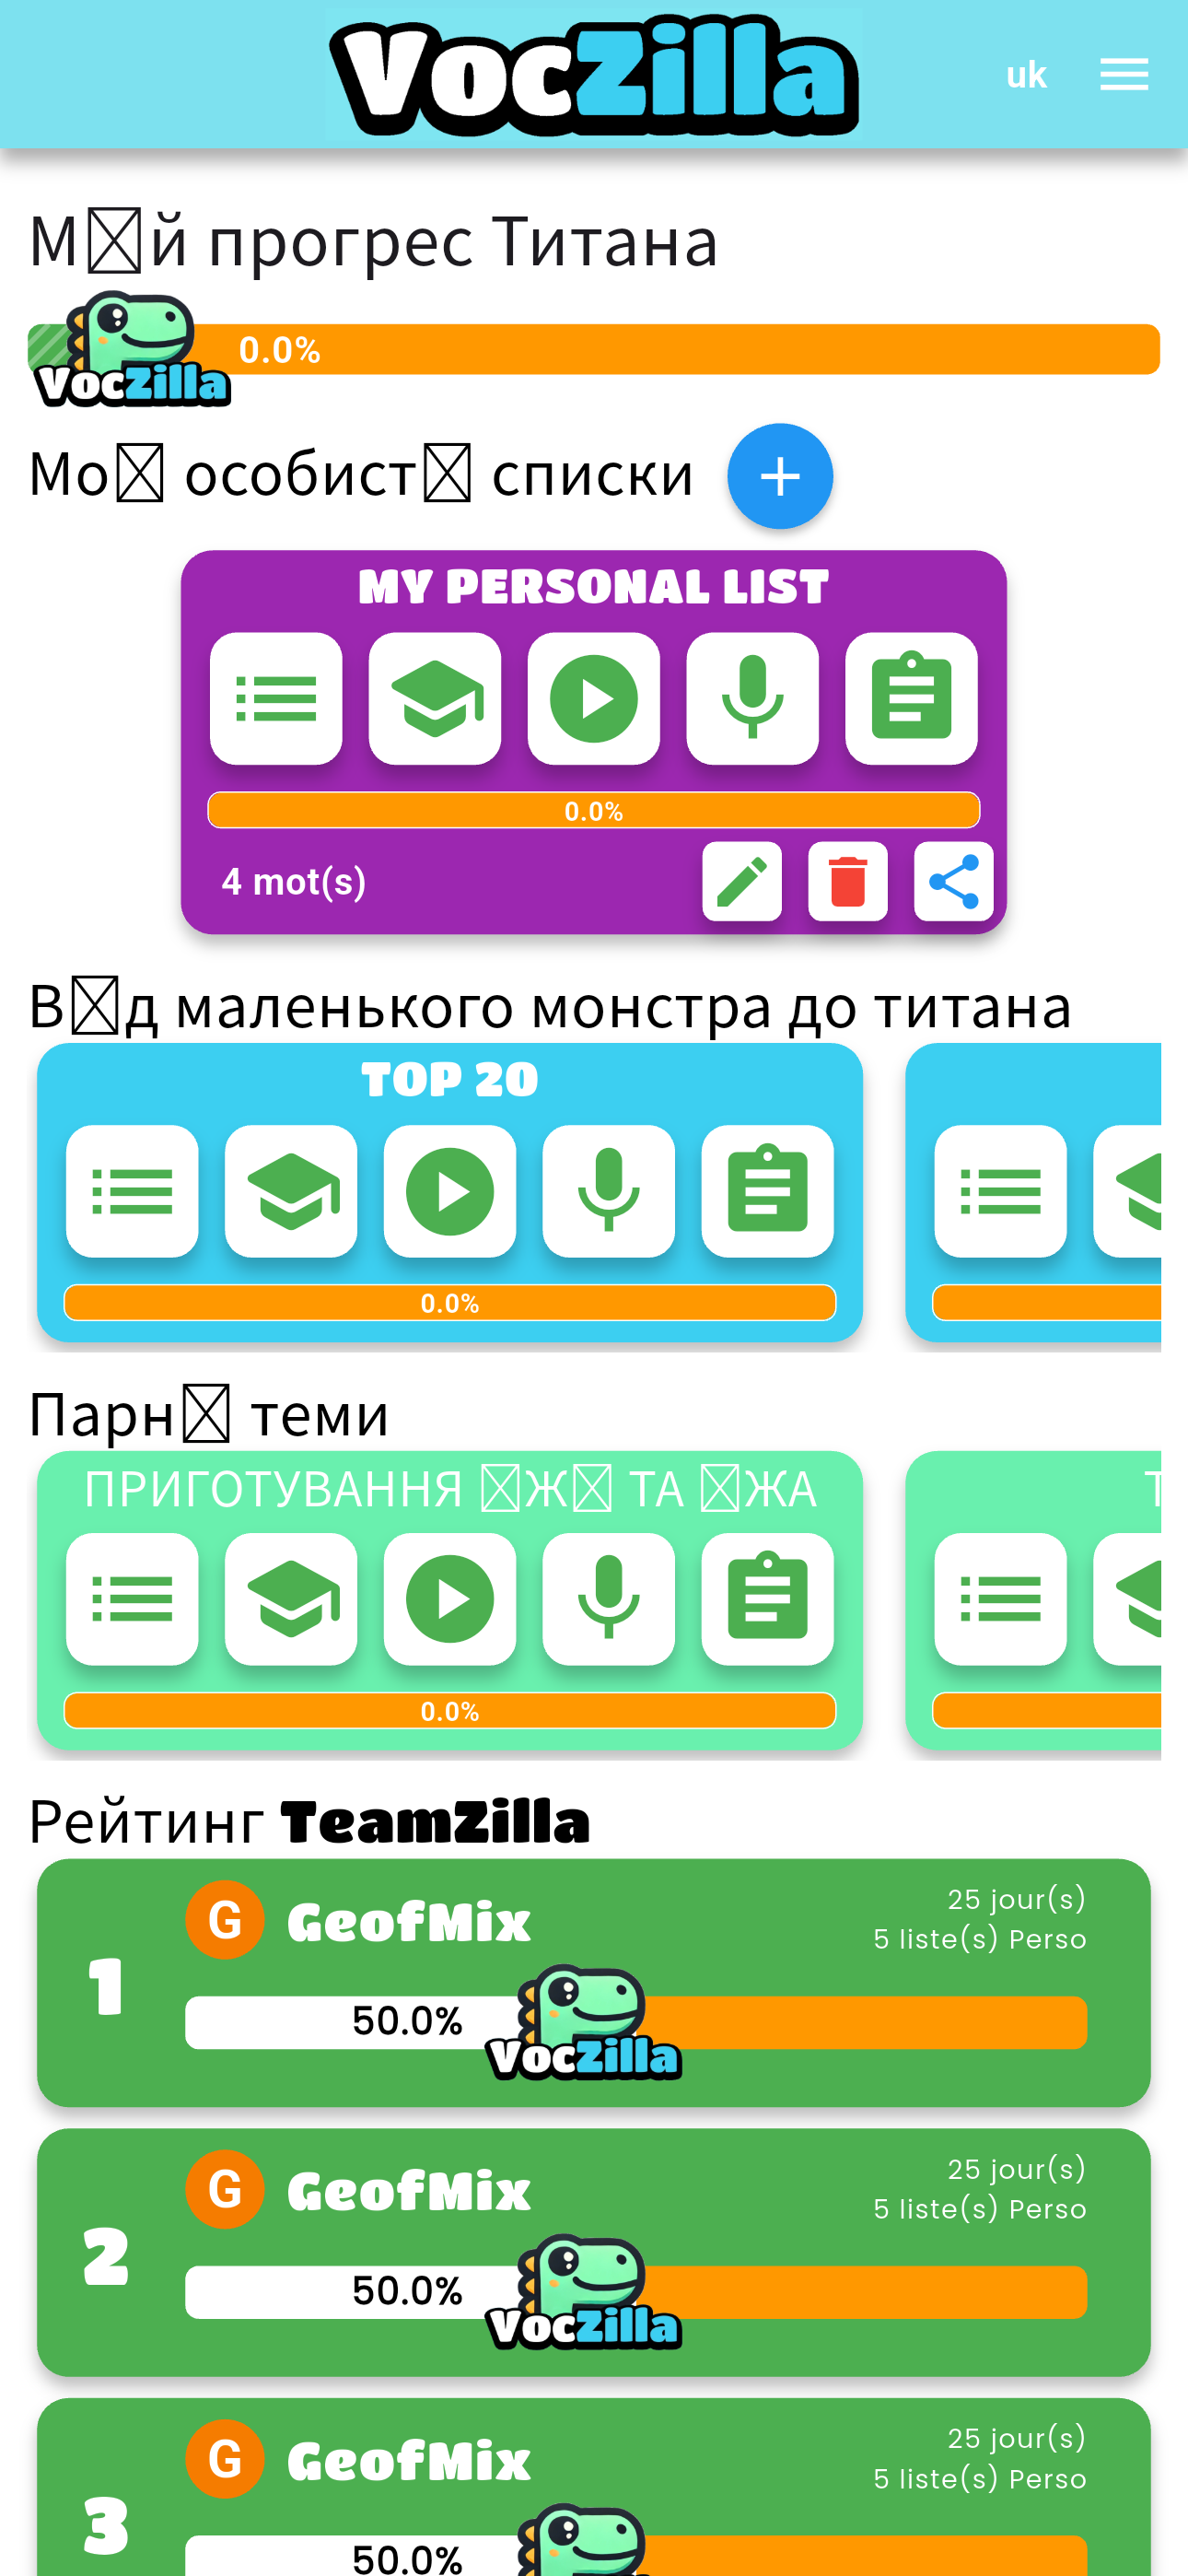 VocZilla
uk
М☒й прогрес Титана
VocZilla
0.0%
Мо☒ особист☒ списки
+
MY PERSONAL LIST
0.0%
4 mot(s)
В☒д маленького монстра до титана
TOP 20
0.0%
Парн☒ теми
ПРИГОТУВАННЯ ☒Ж☒ ТА ☒ЖА
Т
0.0%
Рейтинг TeamZilla
1
G GeofMix
25 jour(s)
5 liste(s) Perso
50.0%
VocZilla
2
G GeofMix
25 jour(s)
5 liste(s) Perso
50.0%
VocZilla
3
G GeofMix
25 jour(s)
5 liste(s) Perso
50.0%